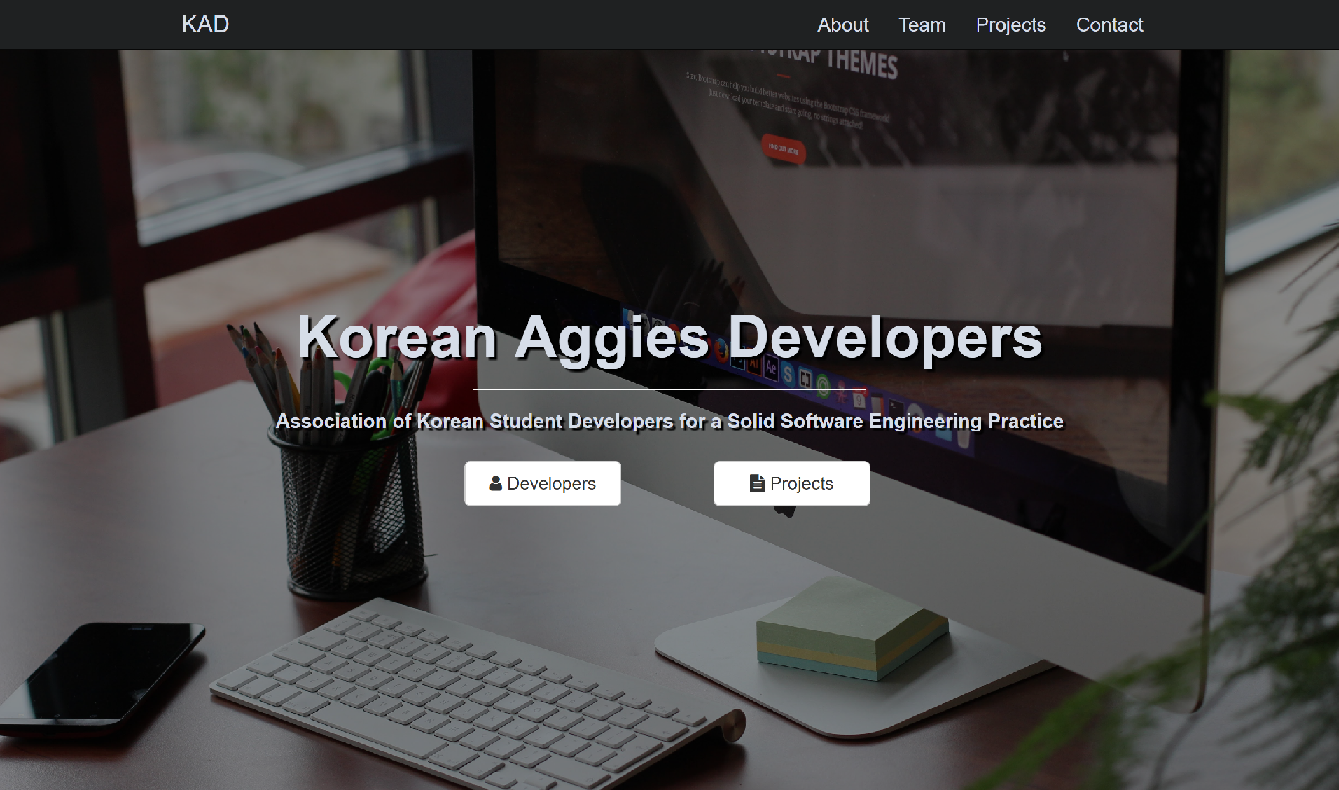 KAD
About Team Projects Contact
THEMES
Korean Aggies Developers
Association of Korean Student Developers for a Solid Software Engineering Practice
Developers
Projects